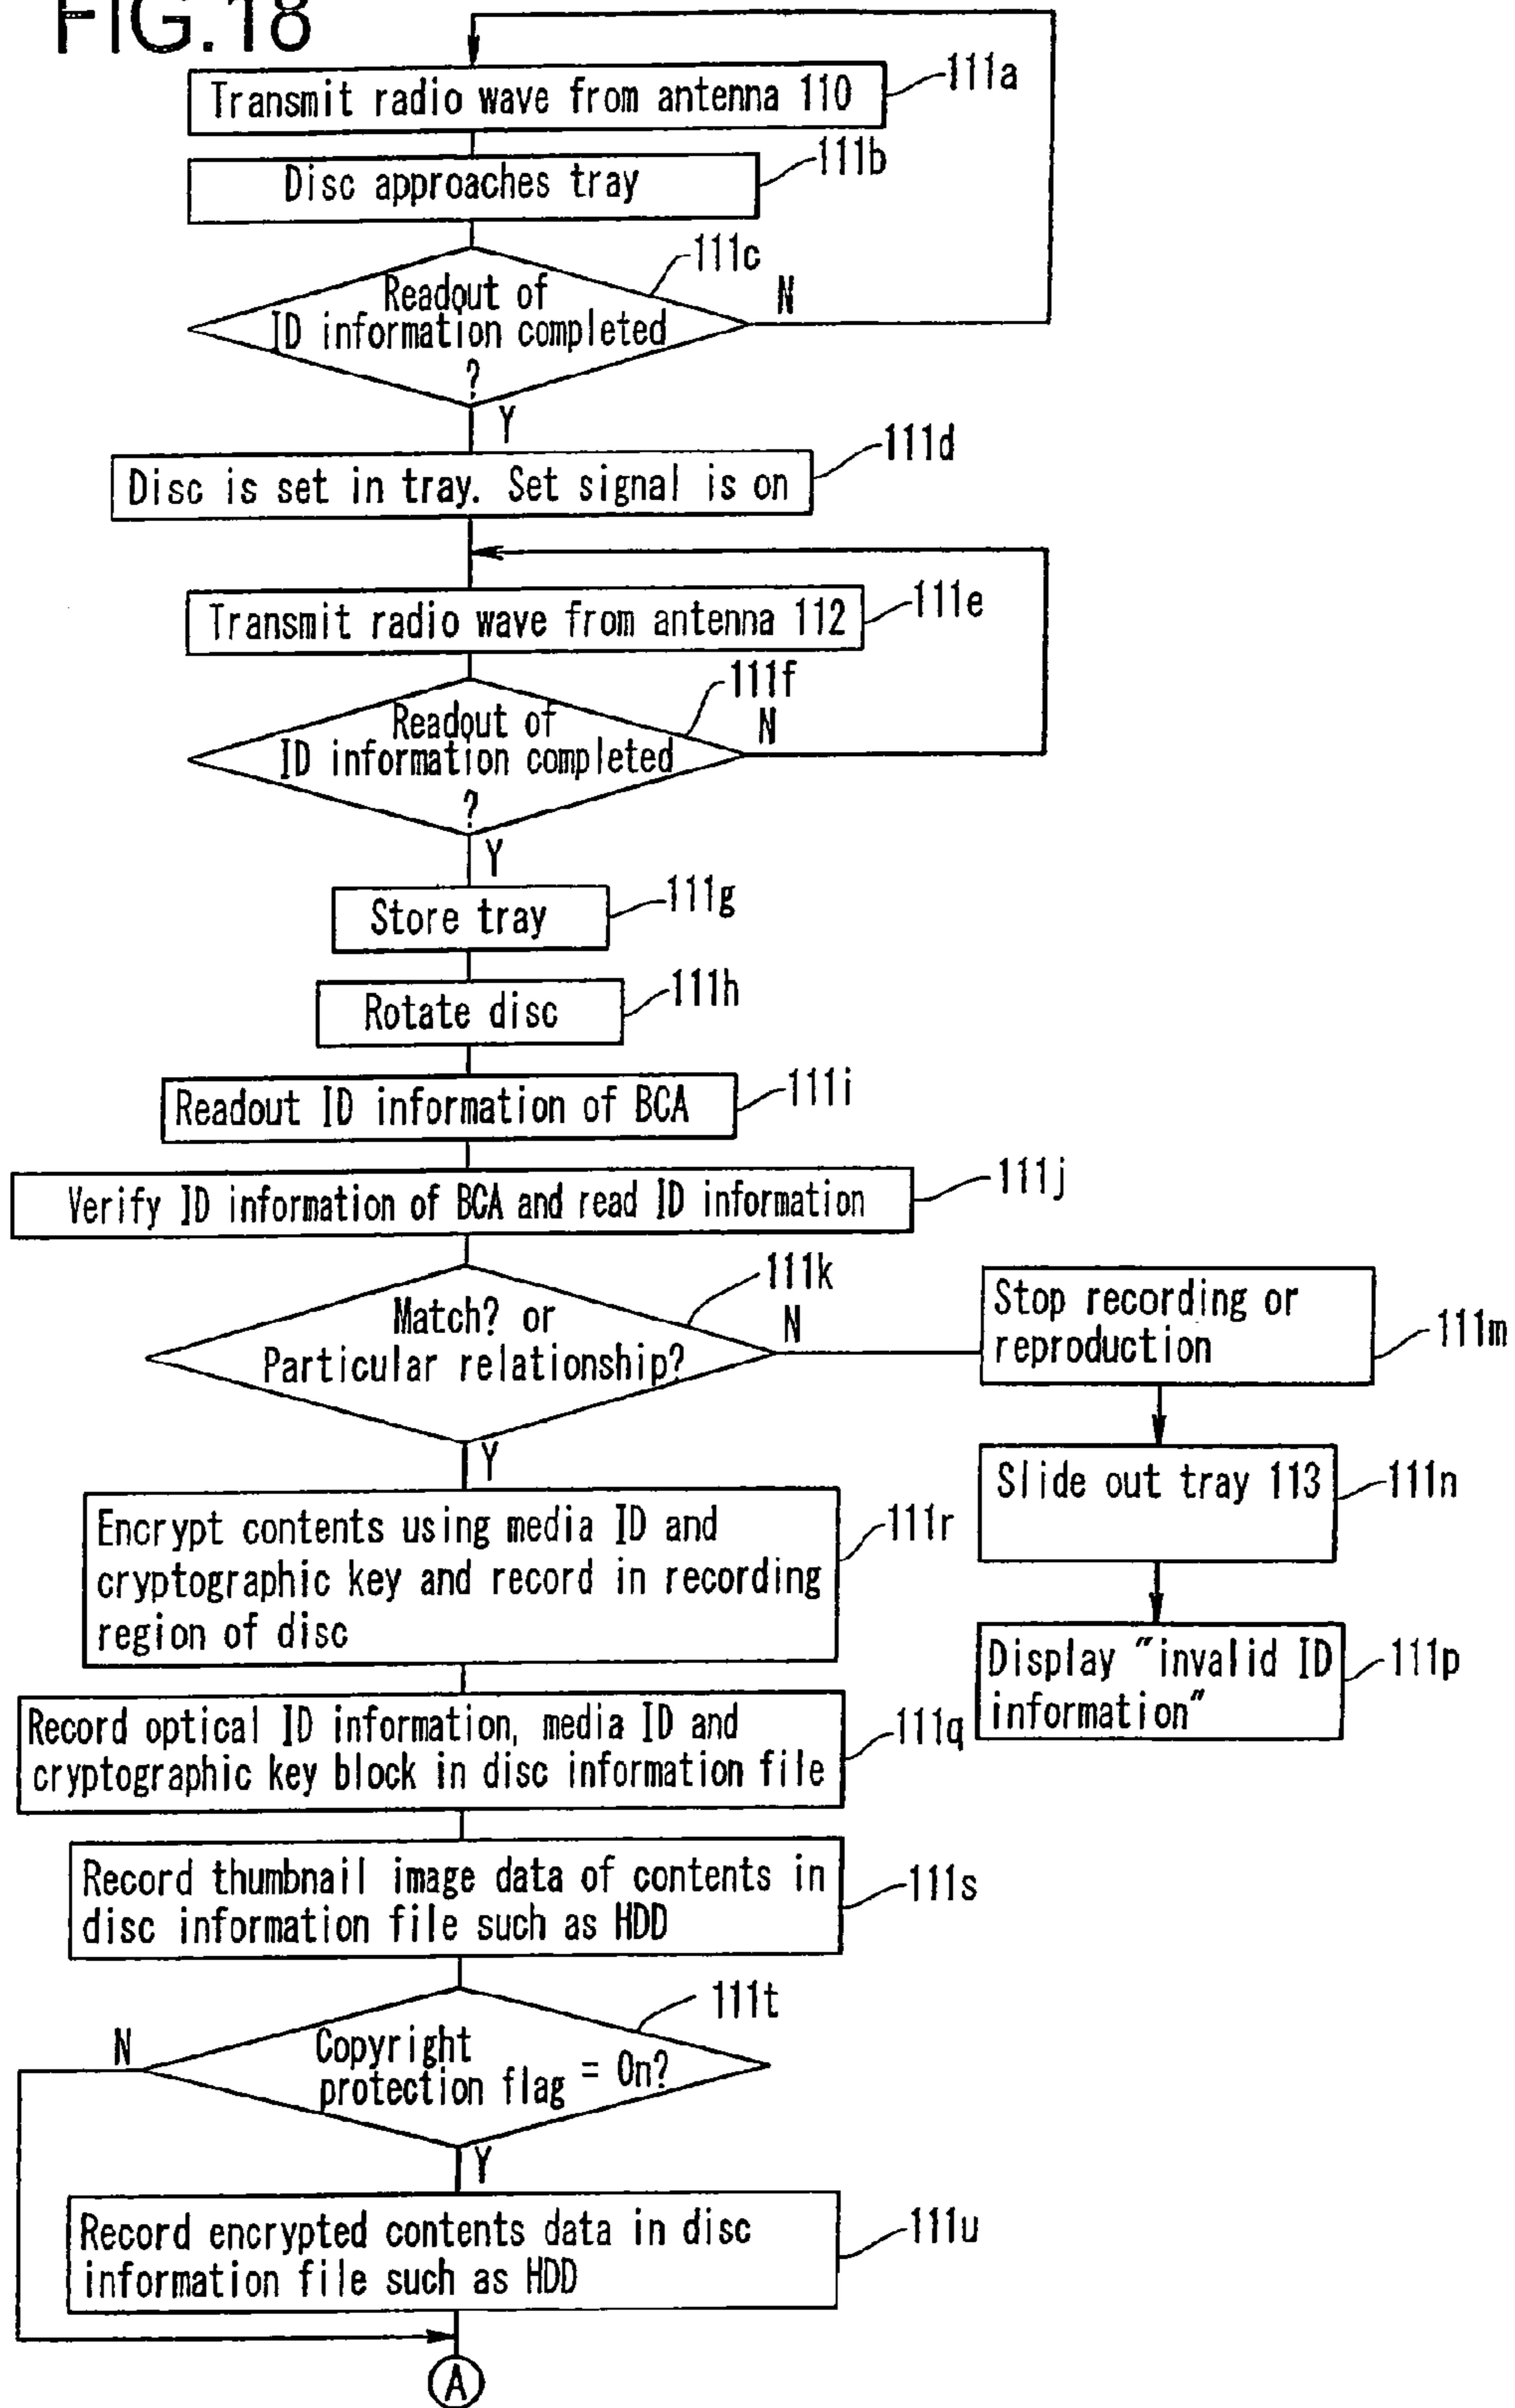 FIG.18
Transmit radio wave from antenna 110
111a
Disc approaches tray
111b
Readout of
ID information completed
?
111c
N
Y
Disc is set in tray. Set signal is on
111d
Transmit radio wave from antenna 112
111e
Readout of
ID information completed
?
111f
N
Y
Store tray
111g
Rotate disc
111h
Readout ID information of BCA
111i
Verify ID information of BCA and read ID information
111j
Match? or
Particular relationship?
111k
N
Y
Stop recording or
reproduction
111m
Slide out tray 113
111n
Display "invalid ID
information"
111p
Encrypt contents using media ID and
cryptographic key and record in recording
region of disc
111r
Record optical ID information, media ID and
cryptographic key block in disc information file
111q
Record thumbnail image data of contents in
disc information file such as HDD
111s
Copyright
protection flag = On?
111t
N
Y
Record encrypted contents data in disc
information file such as HDD
111u
A